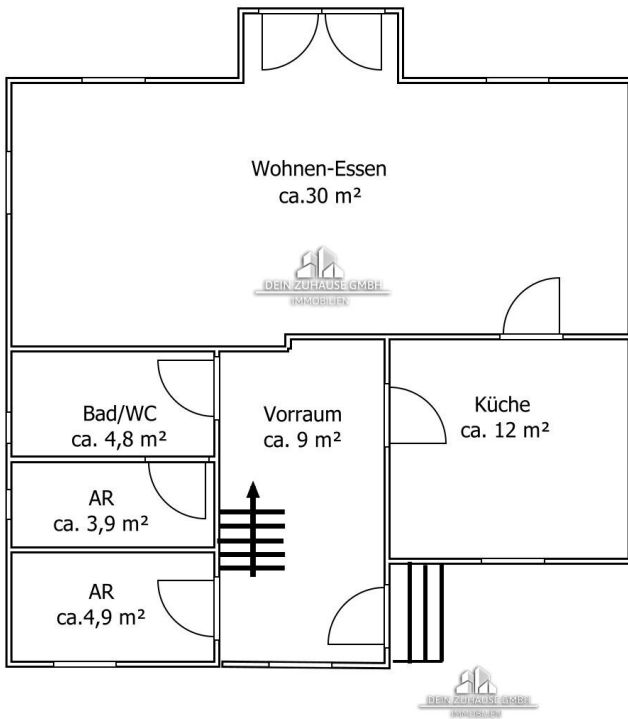 Wohnen-Essen
ca.30 m²
DEIN ZUHAUSE GMBH
IMMOBILIEN
Bad/WC
ca. 4,8 m²
Vorraum
ca. 9 m²
Küche
ca. 12 m²
AR
ca. 3,9 m²
AR
ca.4,9 m²
DEIN ZUHAUSE GMBH
IMMOBILIEN